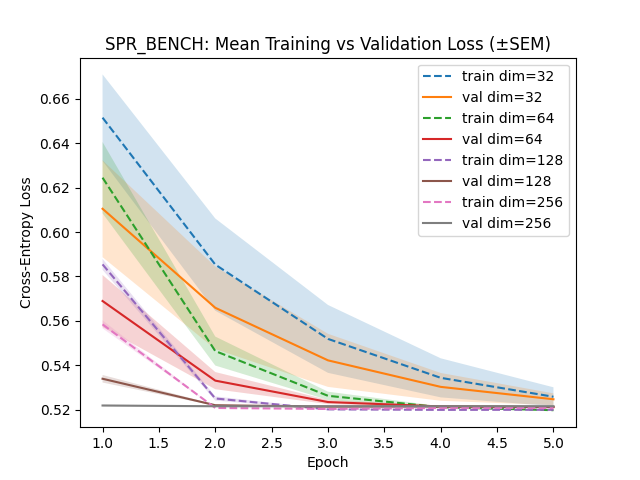 SPR_BENCH: Mean Training vs Validation Loss (±SEM)
Cross-Entropy Loss
0.66
0.64
0.62
0.60
0.58
0.56
0.54
0.52
train dim=32
val dim=32
train dim=64
val dim=64
train dim=128
val dim=128
train dim=256
val dim=256
1.0 1.5 2.0 2.5 3.0 3.5 4.0 4.5 5.0
Epoch